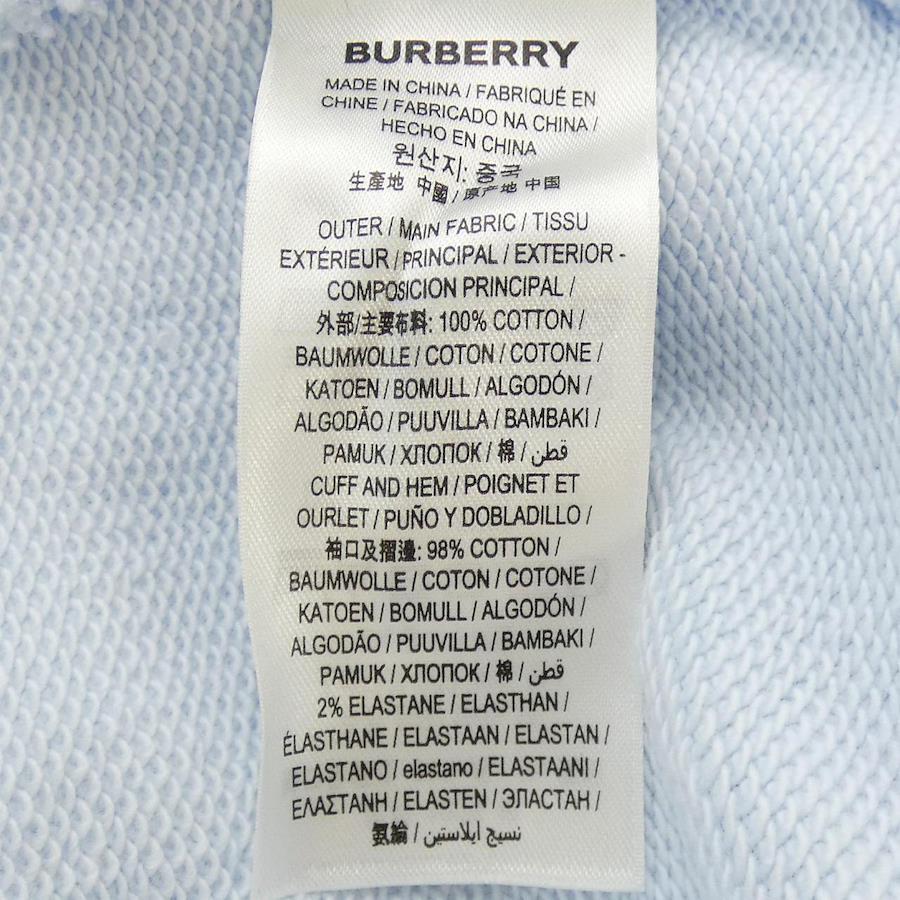 BURBERRY
MADE IN CHINA / FABRIQUÉ EN
CHINE / FABRICADO NA CHINA /
HECHO EN CHINA
원산지: 중국
生產地 中國 / 原产地 中国
OUTER / MAIN FABRIC / TISSU
EXTÉRIEUR / PRINCIPAL / EXTERIOR -
COMPOSICION PRINCIPAL /
外部/主要布料: 100% COTTON /
BAUMWOLLE / COTON / COTONE /
KATOEN / BOMULL / ALGODÓN /
ALGODÃO / PUUVILLA / BAMBAKI /
PAMUK / ХЛОПОК / 棉 / قطن
CUFF AND HEM / POIGNET ET
OURLET / PUÑO Y DOBLADILLO /
袖口及摺邊: 98% COTTON /
BAUMWOLLE / COTON / COTONE /
KATOEN / BOMULL / ALGODÓN /
ALGODÃO / PUUVILLA / BAMBAKI /
PAMUK / ХЛОПОК / 棉 / قطن
2% ELASTANE / ELASTHAN /
ÉLASTHANE / ELASTAAN / ELASTAN /
ELASTANO / elastano / ELASTAANI /
ΕΛΑΣΤΑΝΗ / ELASTEN / ЭЛАСТАН /
氨綸 / نسيج ايلاستين